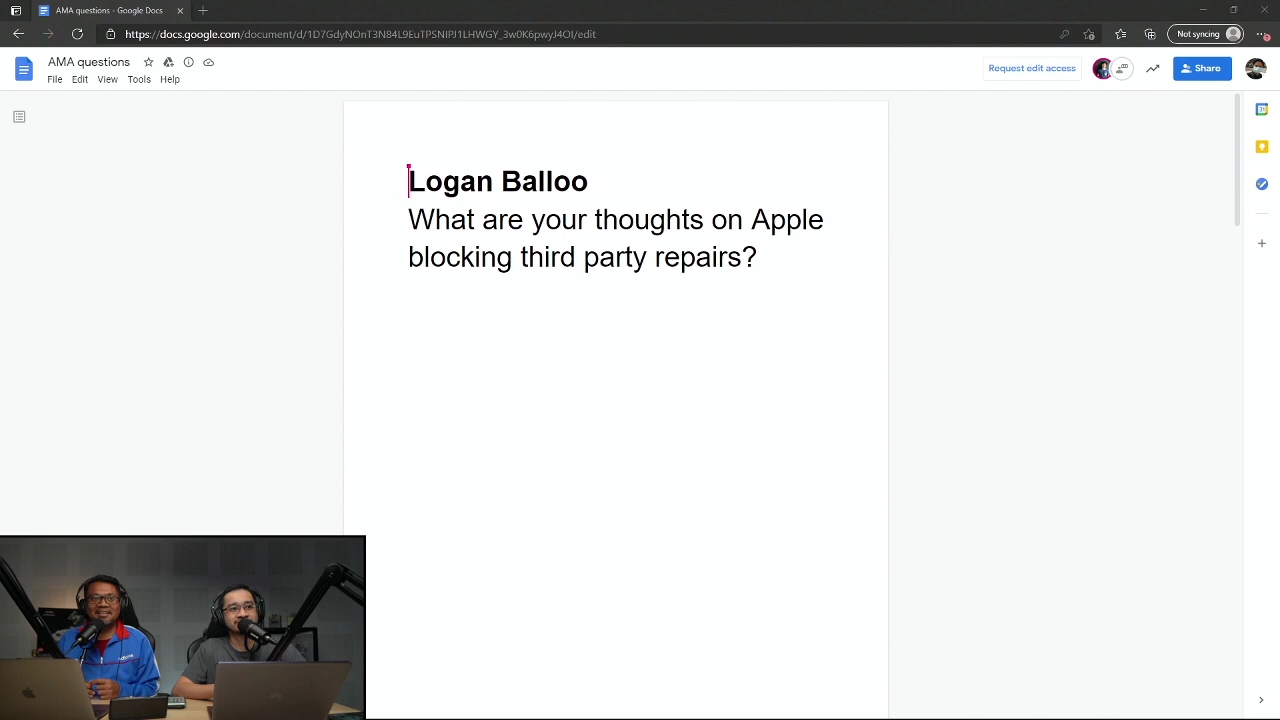 AMA questions - Google Docs
https://docs.google.com/document/d/1D7GdyNOnT3N84L9EuTPSNIPJ1LHWGY_3w0K6pwyJ4OI/edit
Not syncing
AMA questions
File Edit View Tools Help
Request edit access
Share
Logan Balloo
What are your thoughts on Apple
blocking third party repairs?